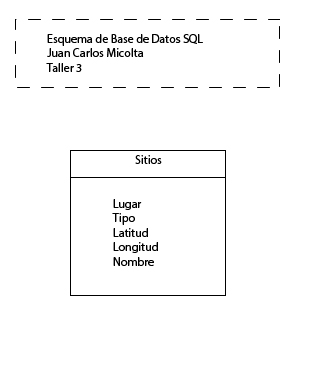 Esquema de Base de Datos SQL
Juan Carlos Micolta
Taller 3
Sitios
Lugar
Tipo
Latitud
Longitud
Nombre